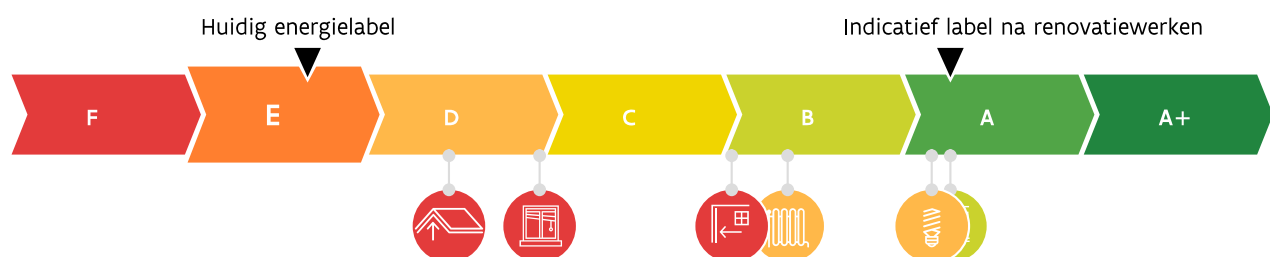 Huidig energielabel
Indicatief label na renovatiewerken
F E D C B A A+